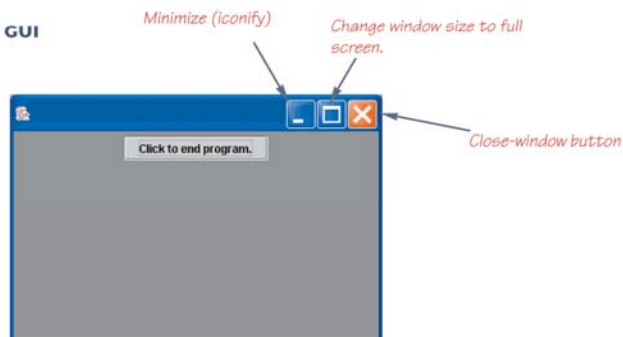 GUI
Minimize (iconify)
Change window size to full
screen.
Close-window button
Click to end program.